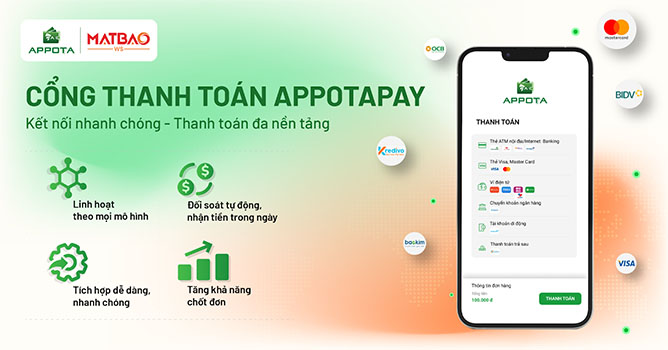 APPOTA
MATBAO
WS
CỔNG THANH TOÁN APPOTAPAY
Kết nối nhanh chóng - Thanh toán đa nền tảng
Linh hoạt
theo mọi mô hình
Đối soát tự động,
nhận tiền trong ngày
Tích hợp dễ dàng,
nhanh chóng
Tăng khả năng
chốt đơn
OCB
mastercard
BIDV
Kredivo
baokim
VISA
APPOTA
THANH TOÁN
Thẻ ATM nội địa/Internet Banking
Thẻ Visa, Master Card
VISA
Ví điện tử
Chuyển khoản ngân hàng
Tài khoản di động
Thanh toán trả sau
Thông tin đơn hàng
Tổng tiền
100.000 đ
THANH TOÁN